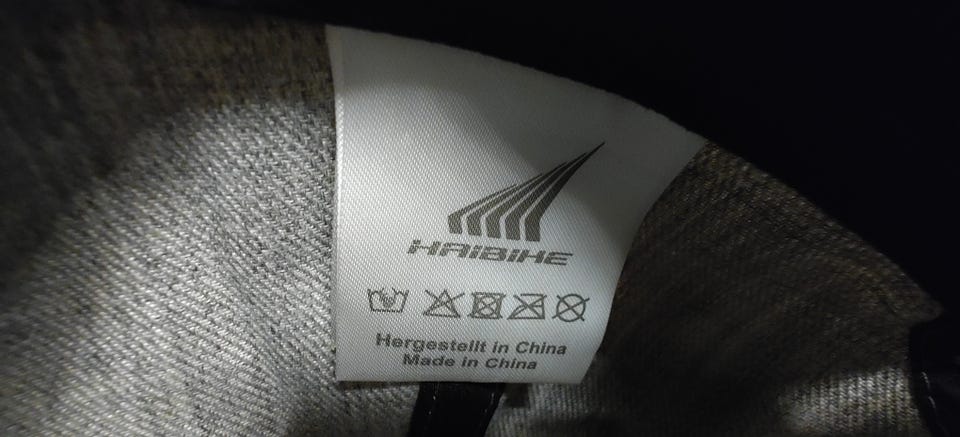 HAIBIKE
Hergestellt in China
Made in China